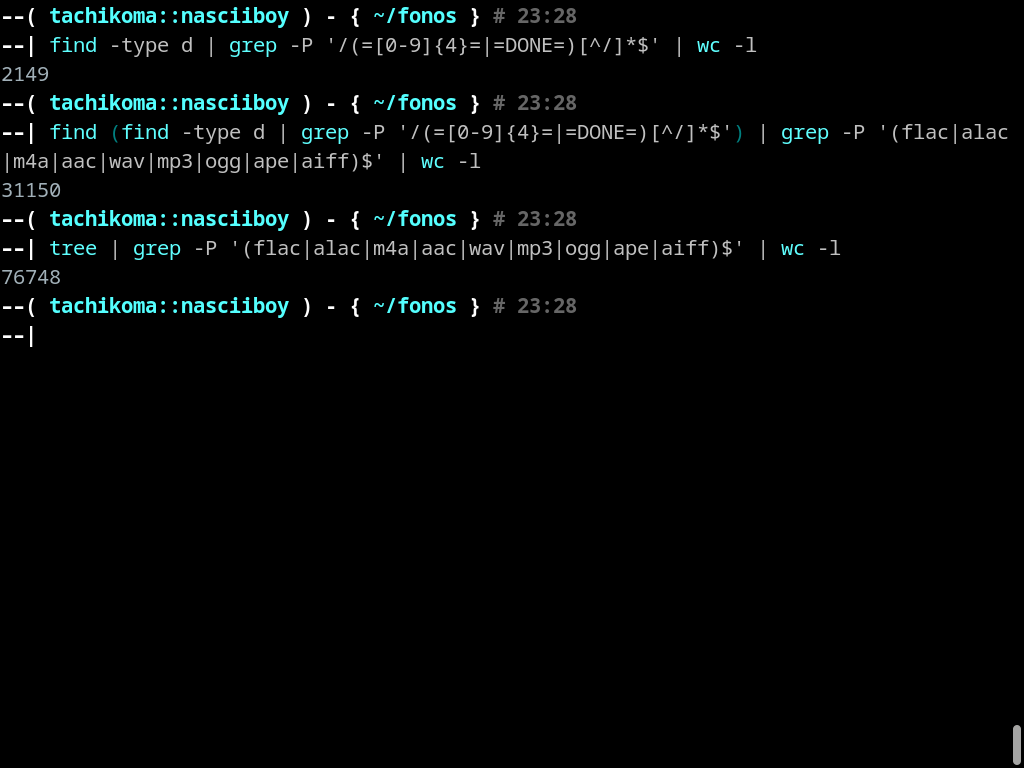 --( tachikoma::nasciiboy ) - { ~/fonos } # 23:28
--| find -type d | grep -P '/(=[0-9]{4}=|=DONE=)[^/]*$' | wc -l
2149
--( tachikoma::nasciiboy ) - { ~/fonos } # 23:28
--| find (find -type d | grep -P '/(=[0-9]{4}=|=DONE=)[^/]*$') | grep -P '(flac|alac
|m4a|aac|wav|mp3|ogg|ape|aiff)$' | wc -l
31150
--( tachikoma::nasciiboy ) - { ~/fonos } # 23:28
--| tree | grep -P '(flac|alac|m4a|aac|wav|mp3|ogg|ape|aiff)$' | wc -l
76748
--( tachikoma::nasciiboy ) - { ~/fonos } # 23:28
--|